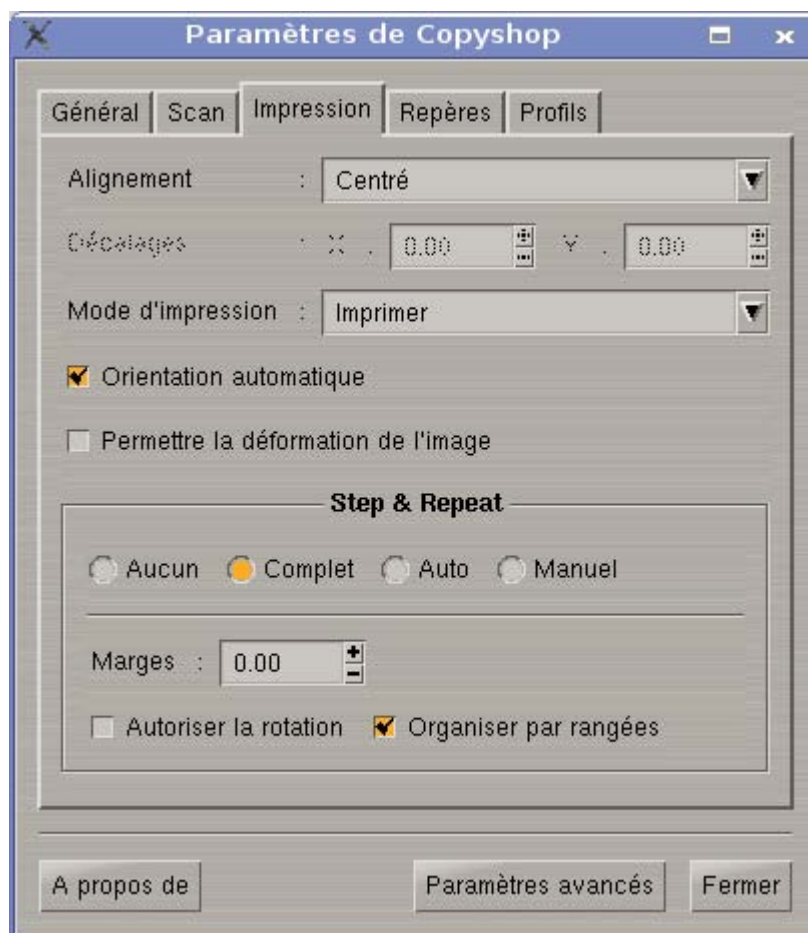 Paramètres de Copyshop
Général Scan Impression Repères Profils
Alignement : Centré
Décalages : X : 0.00 Y : 0.00
Mode d'impression : Imprimer
Orientation automatique
Permettre la déformation de l'image
Step & Repeat
Aucun Complet Auto Manuel
Marges : 0.00
Autoriser la rotation Organiser par rangées
A propos de Paramètres avancés Fermer